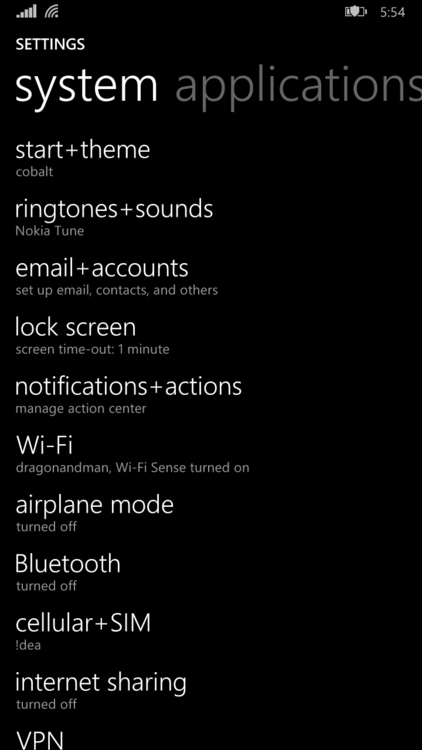 5:54
SETTINGS
system applications
start+theme
cobalt
ringtones+sounds
Nokia Tune
email+accounts
set up email, contacts, and others
lock screen
screen time-out: 1 minute
notifications+actions
manage action center
Wi-Fi
dragonandman, Wi-Fi Sense turned on
airplane mode
turned off
Bluetooth
turned off
cellular+SIM
!dea
internet sharing
turned off
VPN